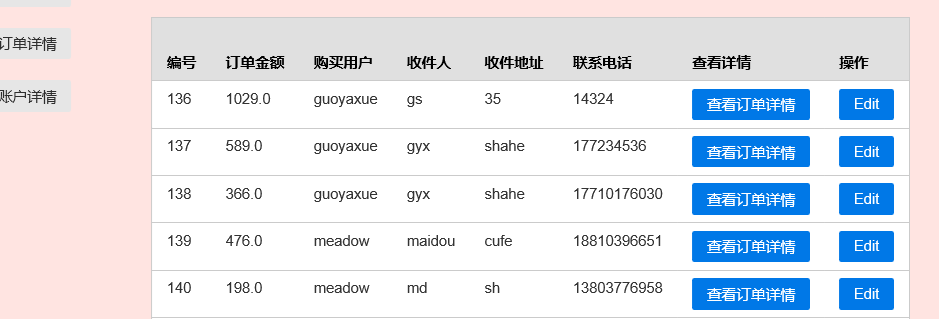 订单详情
账户详情
编号 订单金额 购买用户 收件人 收件地址 联系电话 查看详情 操作
136 1029.0 guoyaxue gs 35 14324 查看订单详情 Edit
137 589.0 guoyaxue gyx shahe 177234536 查看订单详情 Edit
138 366.0 guoyaxue gyx shahe 17710176030 查看订单详情 Edit
139 476.0 meadow maidou cufe 18810396651 查看订单详情 Edit
140 198.0 meadow md sh 13803776958 查看订单详情 Edit